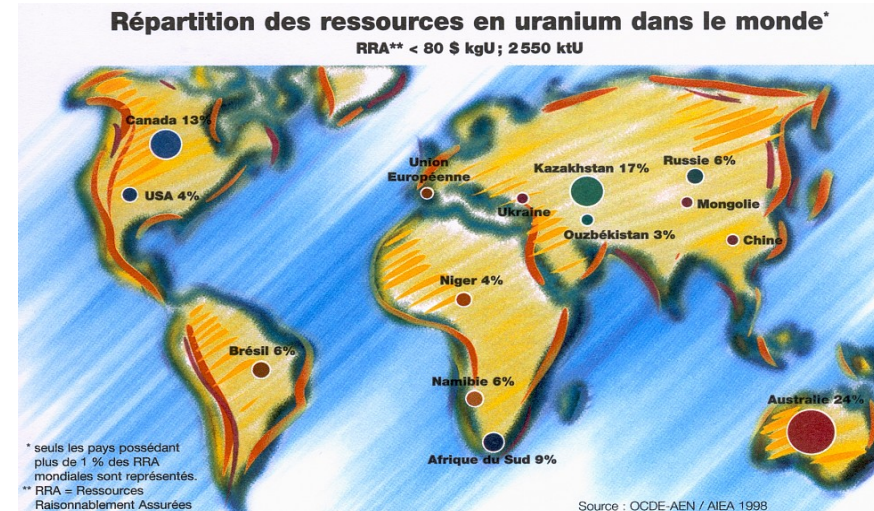 Répartition des ressources en uranium dans le monde*
RRA** < 80 $ kgU ; 2 550 ktU
Canada 13%
USA 4%
Union
Européenne
Ukraine
Kazakhstan 17%
Ouzbékistan 3%
Russie 6%
Mongolie
Chine
Niger 4%
Brésil 6%
Namibie 6%
Afrique du Sud 9%
Australie 24%
* seuls les pays possédant
plus de 1 % des RRA
mondiales sont représentés.
** RRA = Ressources
Raisonnablement Assurées
Source : OCDE-AEN / AIEA 1998